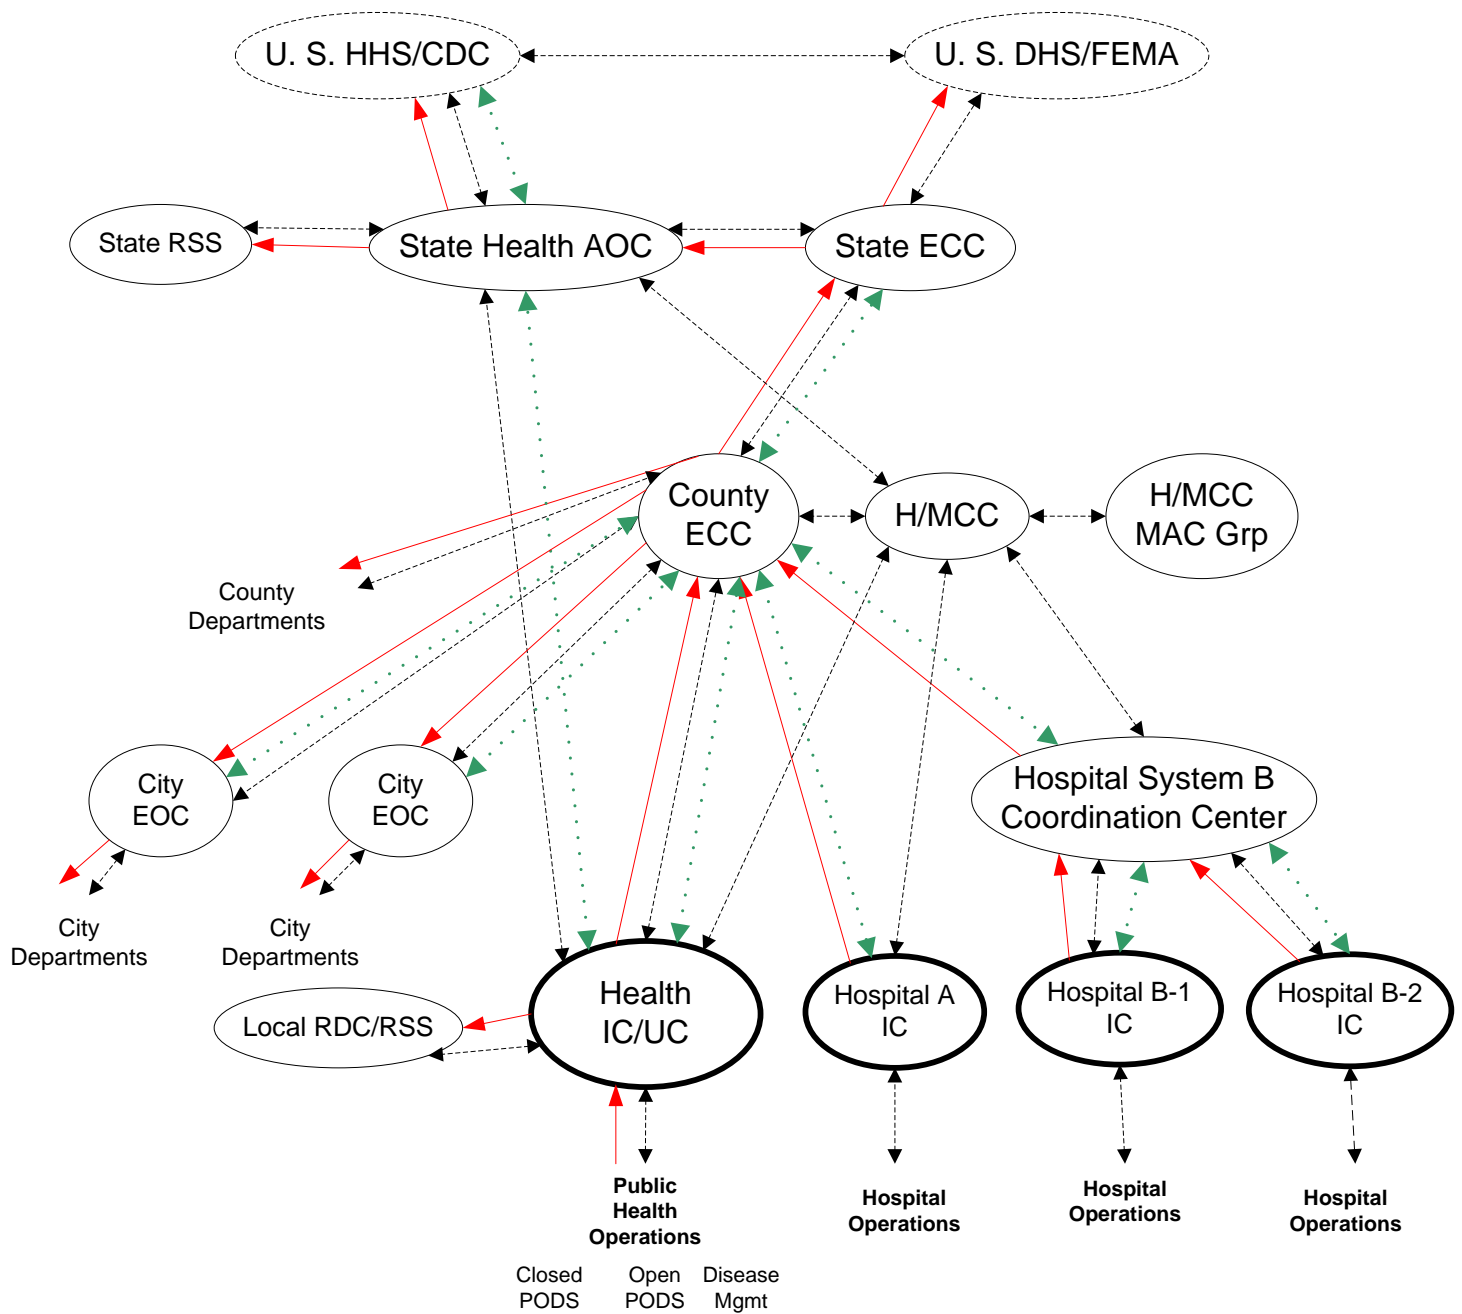 U. S. HHS/CDC
U. S. DHS/FEMA
State RSS
State Health AOC
State ECC
County
ECC
H/MCC
H/MCC
MAC Grp
County
Departments
City
EOC
City
EOC
Hospital System B
Coordination Center
City
Departments
City
Departments
Local RDC/RSS
Health
IC/UC
Hospital A
IC
Hospital B-1
IC
Hospital B-2
IC
Public
Health
Operations
Hospital
Operations
Hospital
Operations
Hospital
Operations
Closed
PODS
Open
PODS
Disease
Mgmt